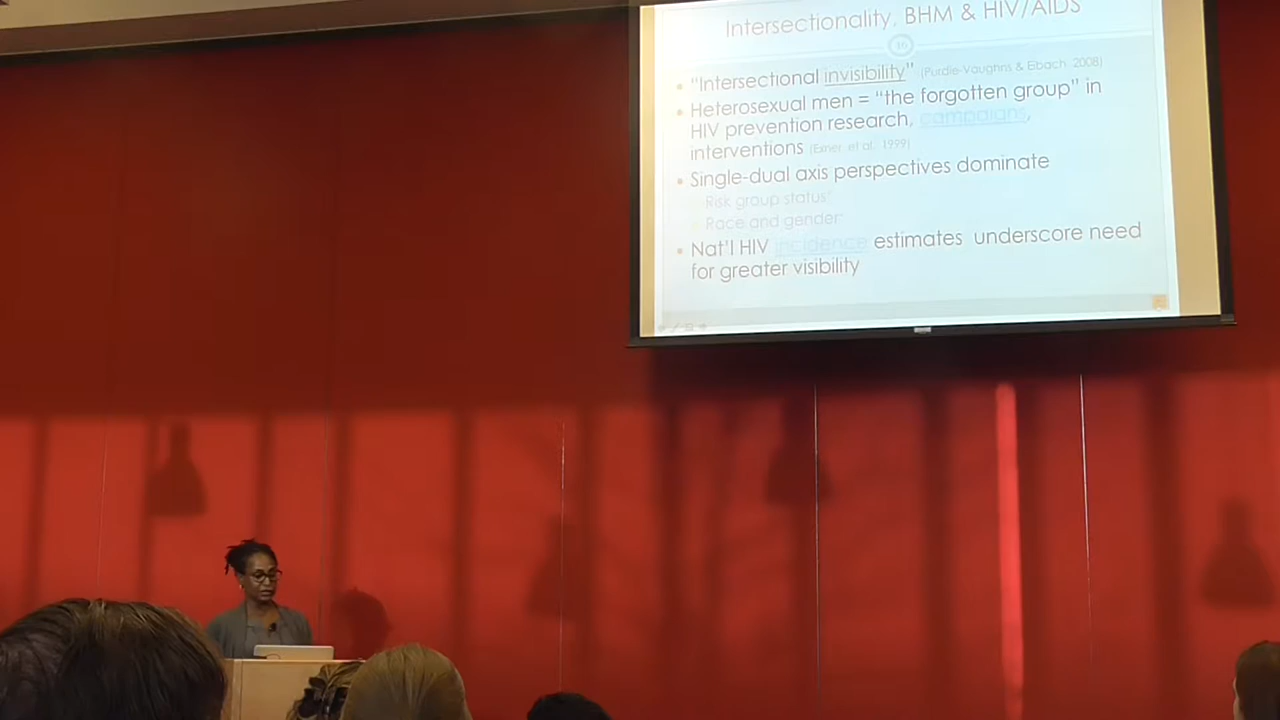 Intersectionality, BHM & HIV/AIDS
16
• "Intersectional invisibility" (Purdie-Vaughns & Eibach, 2008)
• Heterosexual men = "the forgotten group" in
HIV prevention research, campaigns,
interventions (Exner et al. 1999)
• Single-dual axis perspectives dominate
Risk group status
Race and gender
• Nat'l HIV incidence estimates underscore need
for greater visibility